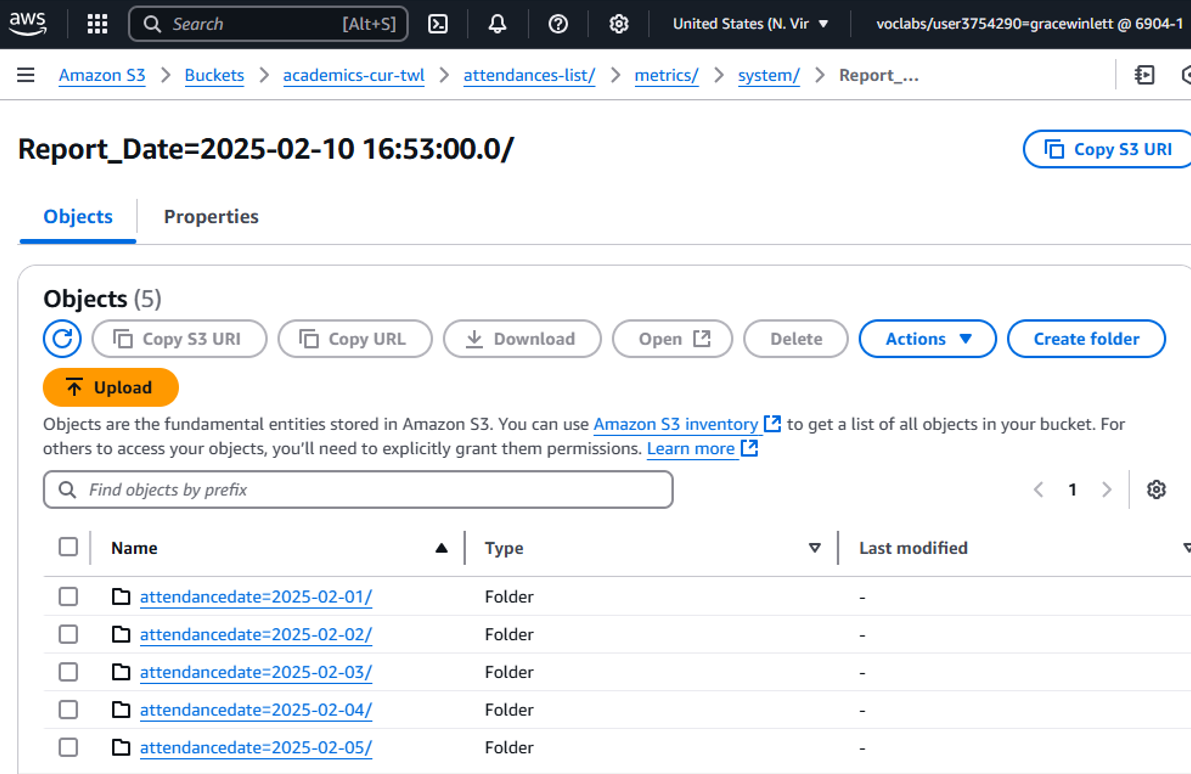 aws Search [Alt+S] United States (N. Vir voclabs/user3754290=gracewinlett @ 6904-1
Amazon S3 > Buckets > academics-cur-twl > attendances-list/ > metrics/ > system/ > Report_...
Report_Date=2025-02-10 16:53:00.0/
Copy S3 URI
Objects Properties
Objects (5)
Copy S3 URI Copy URL Download Open Delete Actions Create folder
Upload
Objects are the fundamental entities stored in Amazon S3. You can use Amazon S3 inventory to get a list of all objects in your bucket. For
others to access your objects, you'll need to explicitly grant them permissions. Learn more
Find objects by prefix 1
Name Type Last modified
attendancedate=2025-02-01/ Folder -
attendancedate=2025-02-02/ Folder -
attendancedate=2025-02-03/ Folder -
attendancedate=2025-02-04/ Folder -
attendancedate=2025-02-05/ Folder -